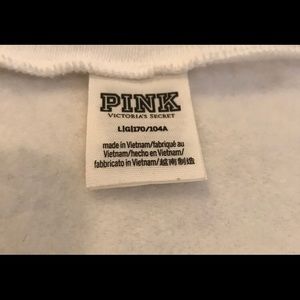 PINK
VICTORIA'S SECRET
L|G|170/104A
made in Vietnam/fabriqué au
Vietnam/hecho en Vietnam/
fabbricato in Vietnam/越南制造